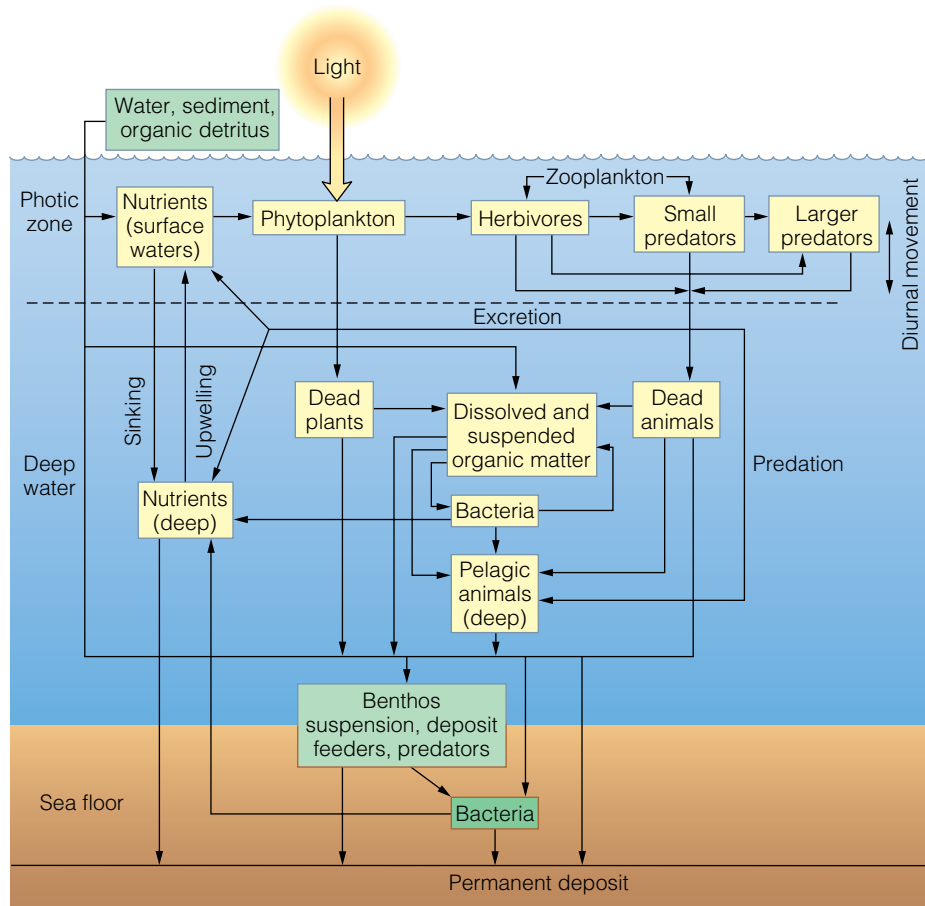 Light
Water, sediment,
organic detritus
Photic
zone
Nutrients
(surface
waters)
Phytoplankton
Zooplankton
Herbivores
Small
predators
Larger
predators
Diurnal movement
Excretion
Sinking
Upwelling
Dead
plants
Dissolved and
suspended
organic matter
Dead
animals
Deep
water
Predation
Nutrients
(deep)
Bacteria
Pelagic
animals
(deep)
Benthos
suspension, deposit
feeders, predators
Sea floor
Bacteria
Permanent deposit